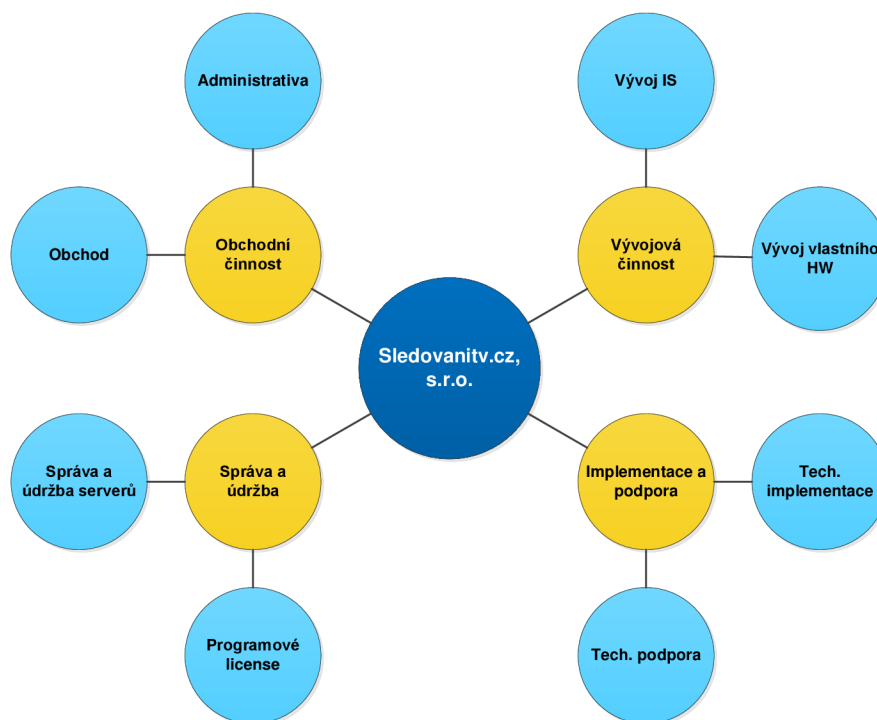 Administrativa
Vývoj IS
Obchod
Obchodní
činnost
Vývojová
činnost
Vývoj vlastního
HW
Sledovanitv.cz,
s.r.o.
Správa a
údržba serverů
Správa a
údržba
Implementace a
podpora
Tech.
implementace
Programové
license
Tech. podpora